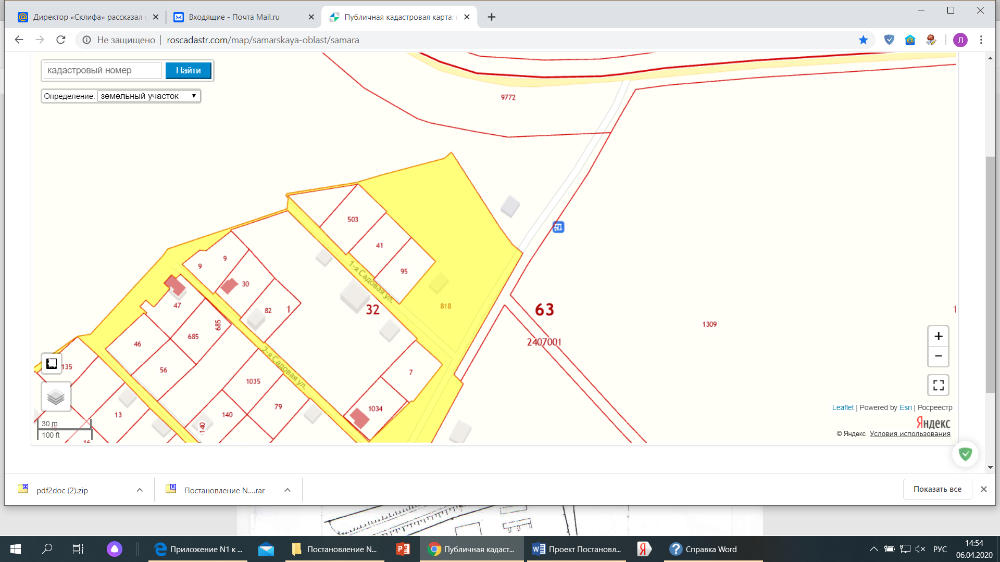 Директор «Склифа» рассказал с
Входящие - Почта Mail.ru
Публичная кадастровая карта:
Не защищено
roscadastr.com/map/samarskaya-oblast/samara
Л
кадастровый номер
Найти
Определение:
земельный участок
9772
503
41
95
1-я Садовая ул.
818
9
9
30
82
1
32
63
2407001
1309
1
47
685
685
46
56
2-я Садовая ул.
7
1034
1035
79
140
140
135
13
16
30 m
100 ft
+
−
Leaflet | Powered by Esri | Росреестр
Яндекс
© Яндекс Условия использования
pdf2doc (2).zip
Постановление N....rar
Показать все
Приложение N1 к ...
Постановление N...
Публичная кадаст...
Проект Постановл...
Справка Word
РУС
14:54
06.04.2020